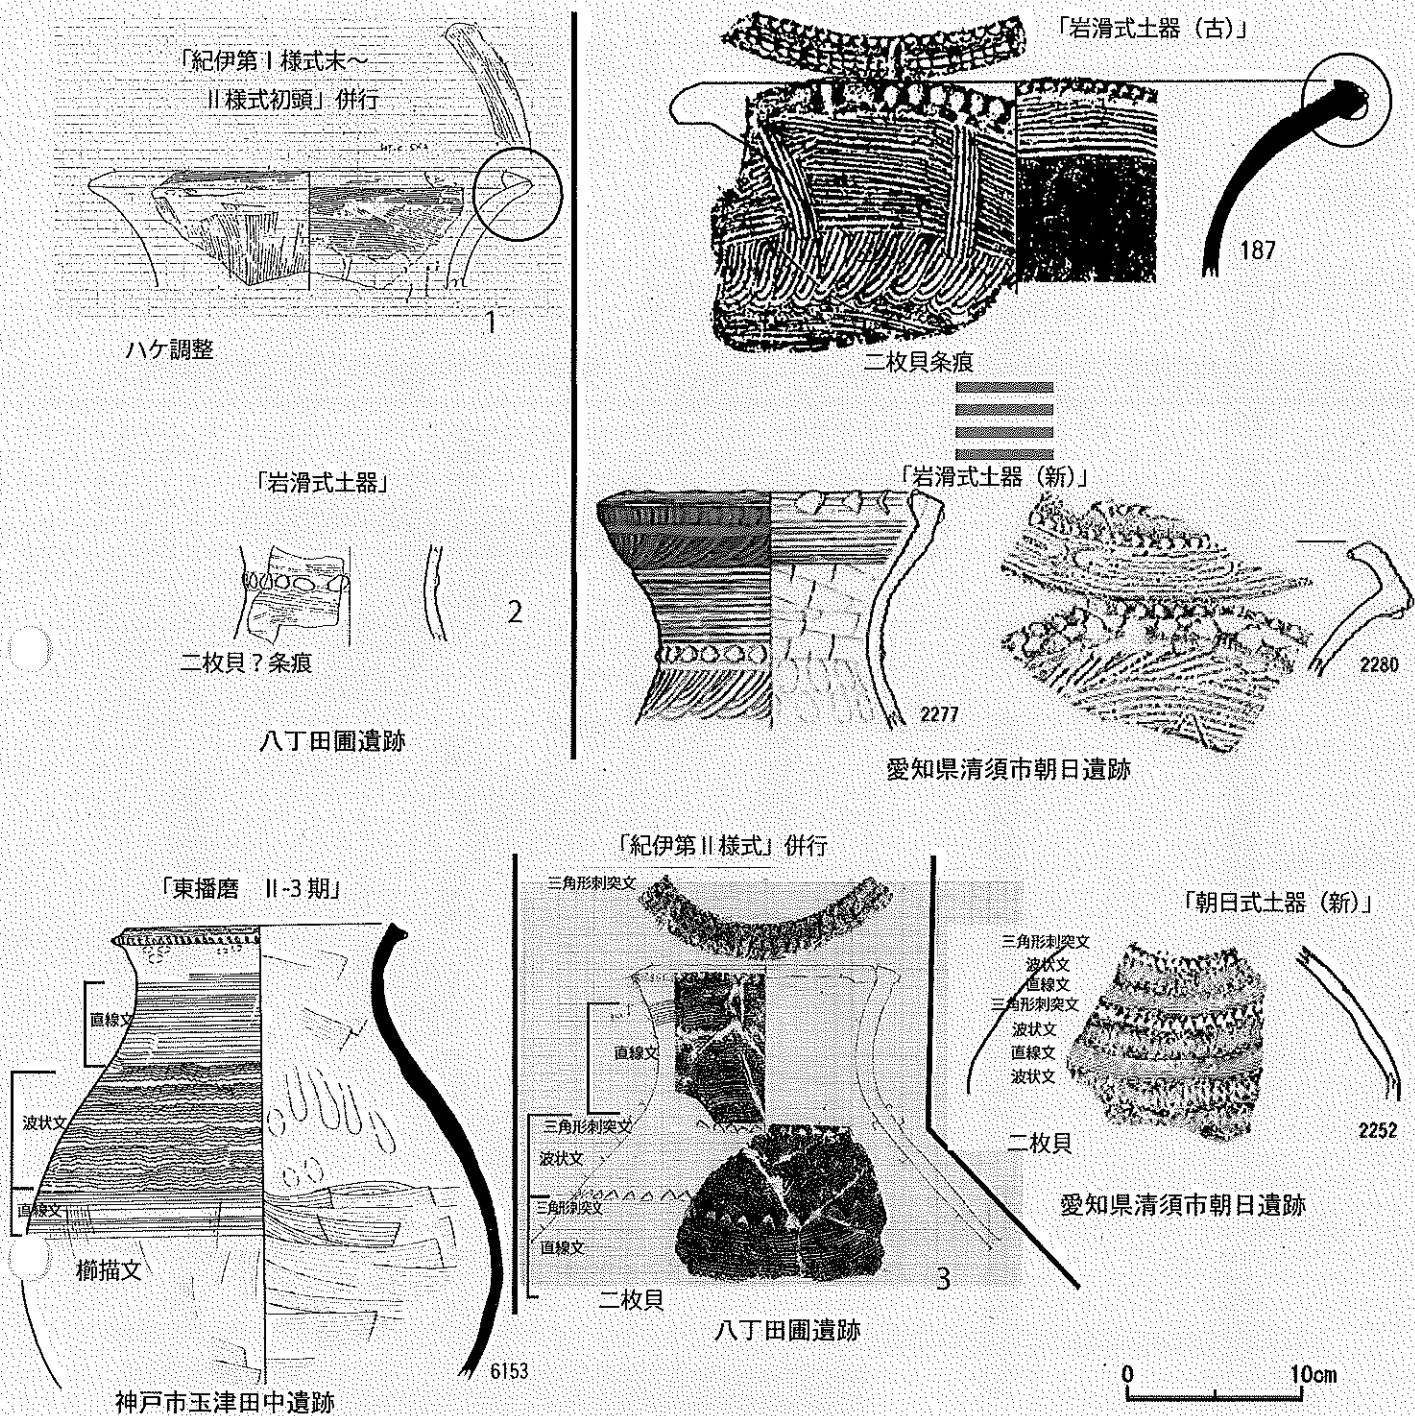 「紀伊第Ⅰ様式末～
Ⅱ様式初頭」併行
1
ハケ調整
「岩滑式土器（古）」
187
二枚貝条痕
「岩滑式土器」
2
二枚貝？条痕
八丁田圃遺跡
「岩滑式土器（新）」
2277
2280
愛知県清須市朝日遺跡
「東播磨　Ⅱ-3期」
直線文
波状文
直線文
櫛描文
6153
神戸市玉津田中遺跡
「紀伊第Ⅱ様式」併行
三角形刺突文
直線文
三角形刺突文
波状文
三角形刺突文
直線文
3
二枚貝
八丁田圃遺跡
「朝日式土器（新）」
三角形刺突文
波状文
直線文
三角形刺突文
波状文
直線文
波状文
二枚貝
2252
愛知県清須市朝日遺跡
0 10cm